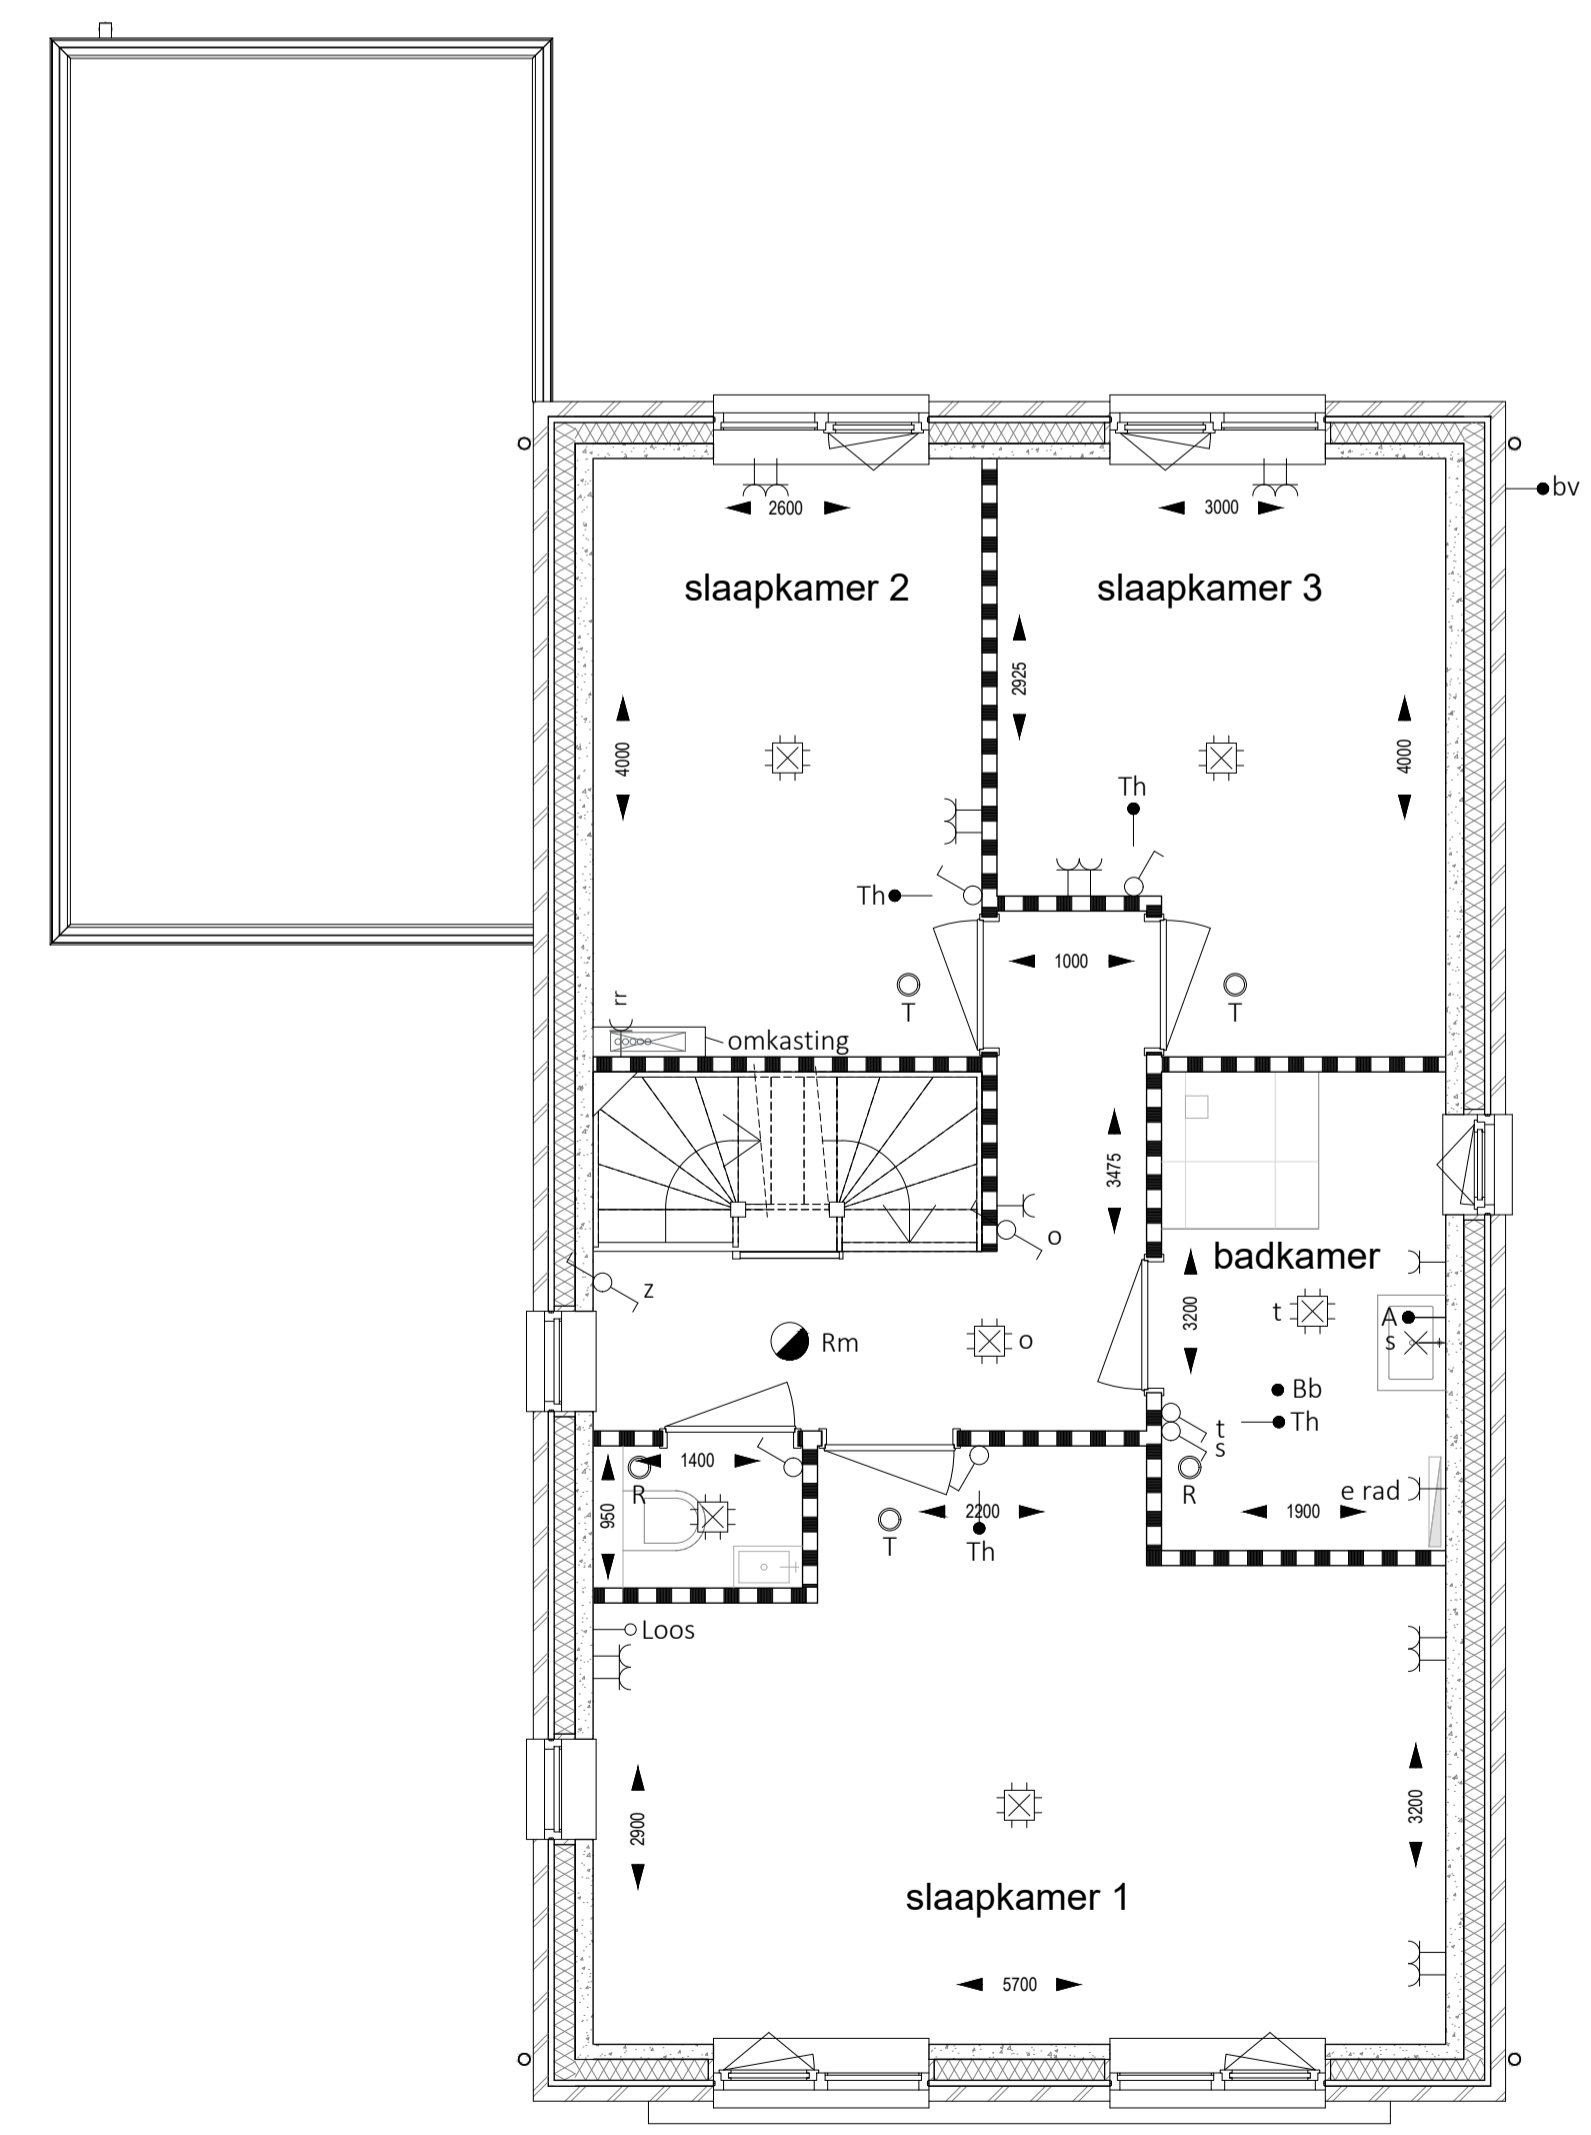 bv
2600
3000
slaapkamer 2
slaapkamer 3
2925
4000
4000
Th
Th
1000
rr
T
T
omkasting
3475
o
badkamer
z
3200
t
A
s
Rm
o
Bb
Th
t
s
1400
R
950
R
e rad
2200
1900
T
Th
Loos
2900
3200
slaapkamer 1
5700